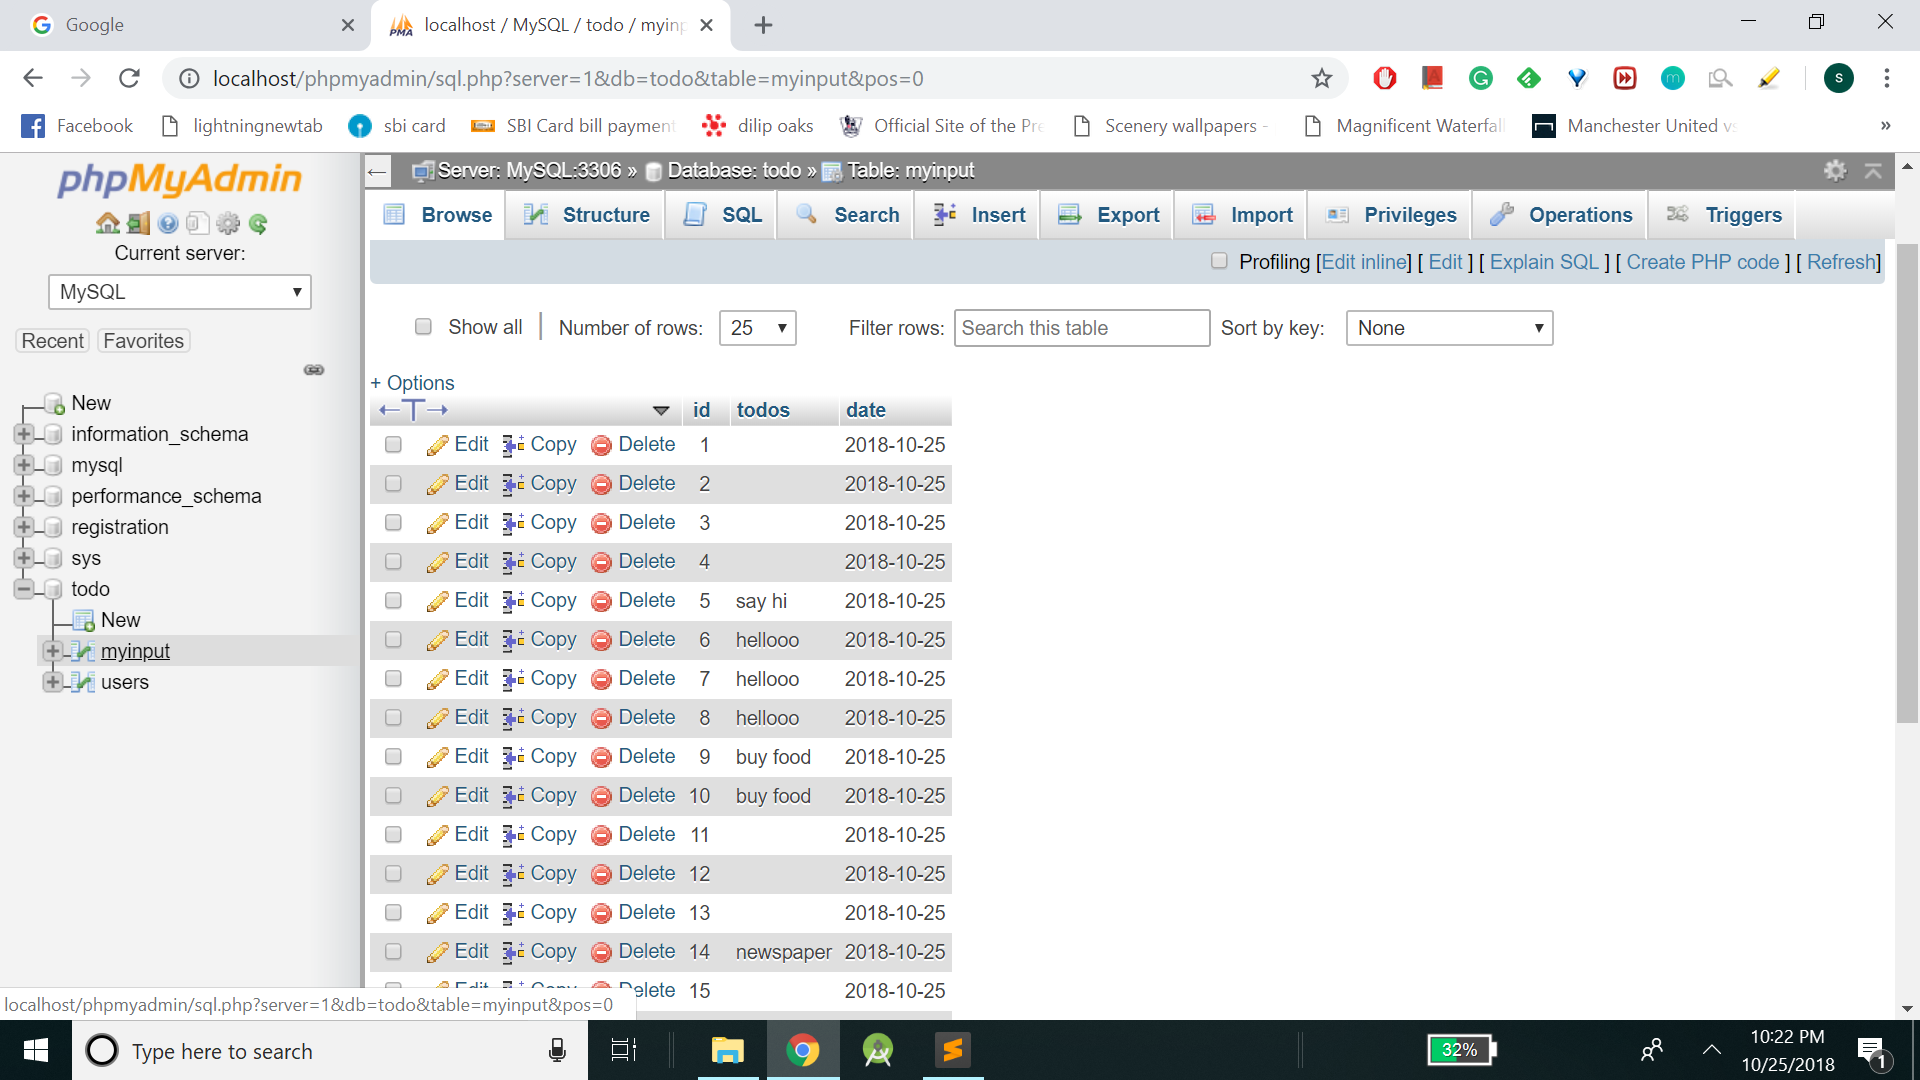 Google
localhost / MySQL / todo / myinp
localhost/phpmyadmin/sql.php?server=1&db=todo&table=myinput&pos=0
S
Facebook lightningnewtab sbi card SBI Card bill payment dilip oaks Official Site of the Pre Scenery wallpapers - Magnificent Waterfall Manchester United vs »
phpMyAdmin
Current server:
MySQL
Recent Favorites
New
information_schema
mysql
performance_schema
registration
sys
todo
New
myinput
users
Server: MySQL:3306 » Database: todo » Table: myinput
Browse Structure SQL Search Insert Export Import Privileges Operations Triggers
Profiling [Edit inline] [ Edit ] [ Explain SQL ] [ Create PHP code ] [ Refresh]
Show all Number of rows: 25 Filter rows: Search this table Sort by key: None
+ Options
←T→ id todos date
Edit Copy Delete 1 2018-10-25
Edit Copy Delete 2 2018-10-25
Edit Copy Delete 3 2018-10-25
Edit Copy Delete 4 2018-10-25
Edit Copy Delete 5 say hi 2018-10-25
Edit Copy Delete 6 hellooo 2018-10-25
Edit Copy Delete 7 hellooo 2018-10-25
Edit Copy Delete 8 hellooo 2018-10-25
Edit Copy Delete 9 buy food 2018-10-25
Edit Copy Delete 10 buy food 2018-10-25
Edit Copy Delete 11 2018-10-25
Edit Copy Delete 12 2018-10-25
Edit Copy Delete 13 2018-10-25
Edit Copy Delete 14 newspaper 2018-10-25
Edit Copy Delete 15 2018-10-25
localhost/phpmyadmin/sql.php?server=1&db=todo&table=myinput&pos=0
Type here to search
32%
10:22 PM
10/25/2018
1